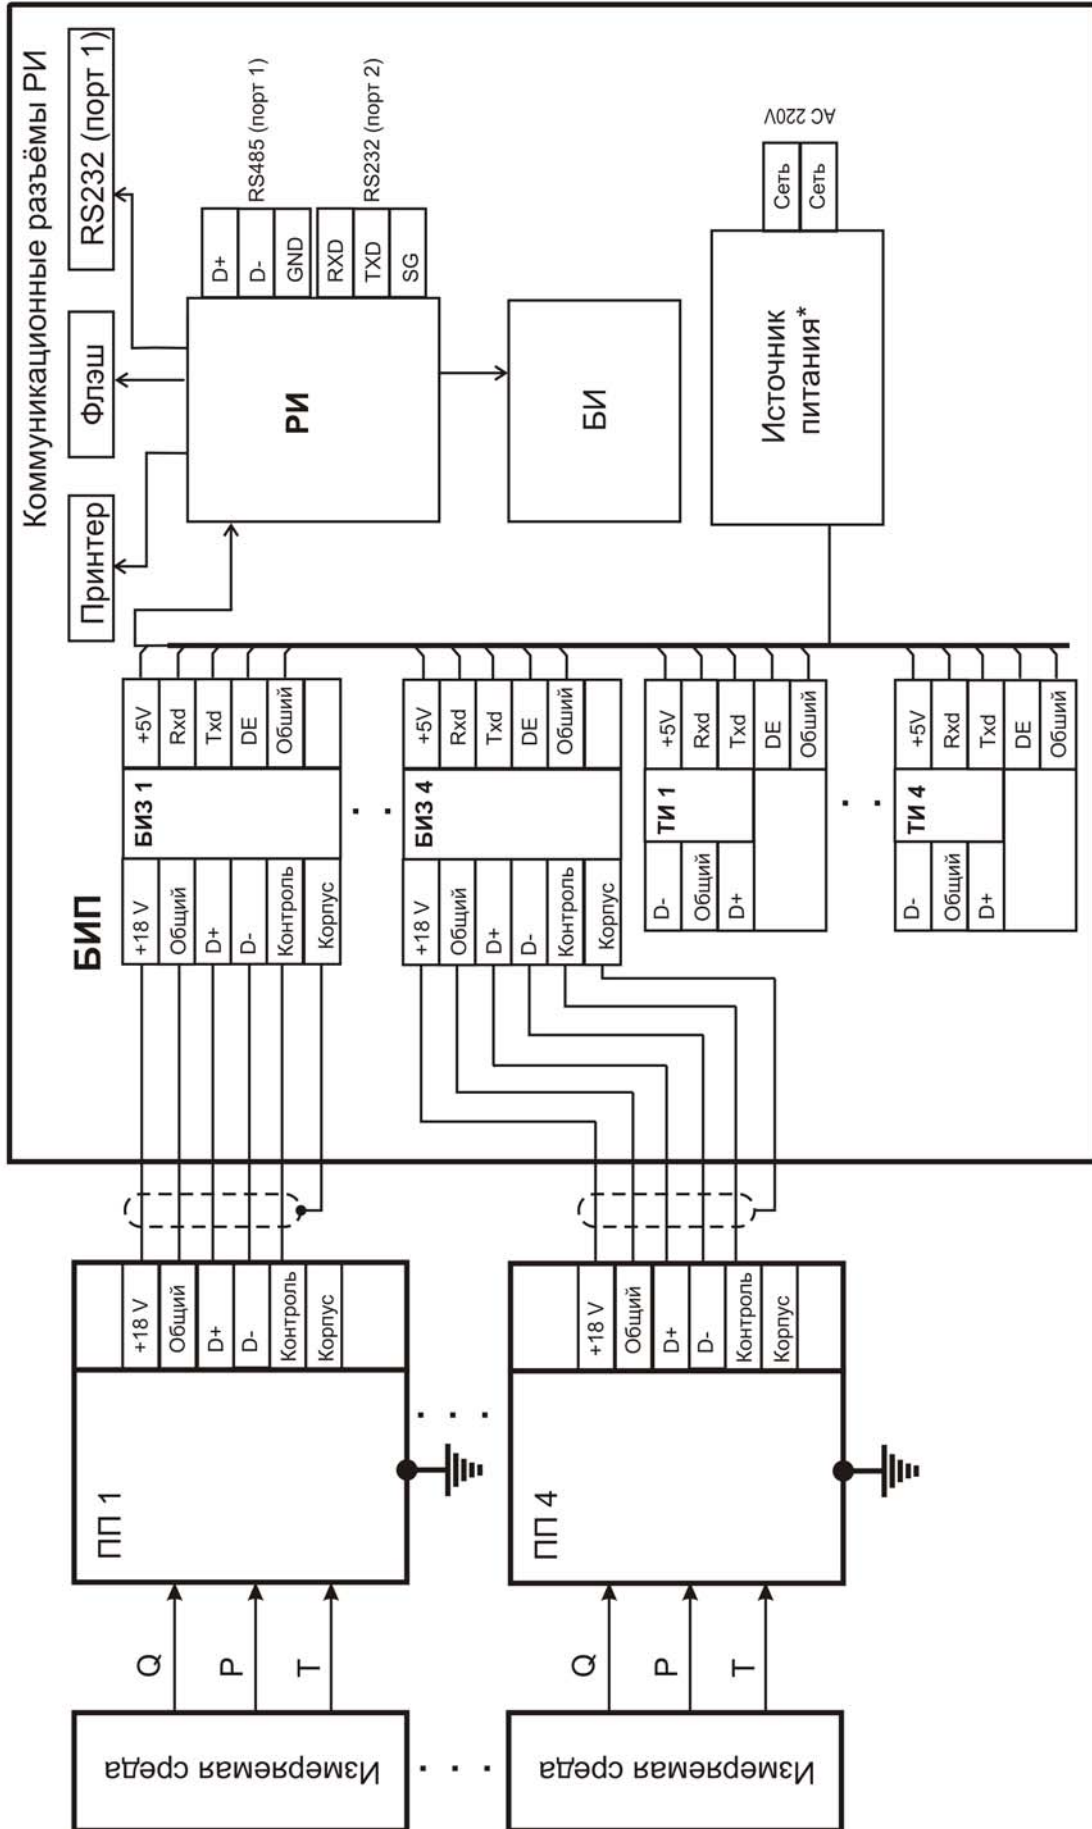 Измеряемая
среда
Q
P
T
ПП 1
+18 V
Общий
D+
D-
Контроль
Корпус
БИП
БИЗ 1
+18 V
Общий
D+
D-
Контроль
Корпус
+5V
Rxd
Txd
DE
Обший
Коммуникационные разъёмы РИ
Принтер
Флэш
RS232 (порт 1)
РИ
D+
D-
GND
RS485 (порт 1)
RXD
TXD
SG
RS232 (порт 2)
Измеряемая
среда
Q
P
T
ПП 4
+18 V
Общий
D+
D-
Контроль
Корпус
БИЗ 4
+18 V
Общий
D+
D-
Контроль
Корпус
+5V
Rxd
Txd
DE
Обший
БИ
ТИ 1
D-
Общий
D+
+5V
Rxd
Txd
DE
Обший
Источник
питания*
Сеть
Сеть
AC 220V
ТИ 4
D-
Общий
D+
+5V
Rxd
Txd
DE
Обший